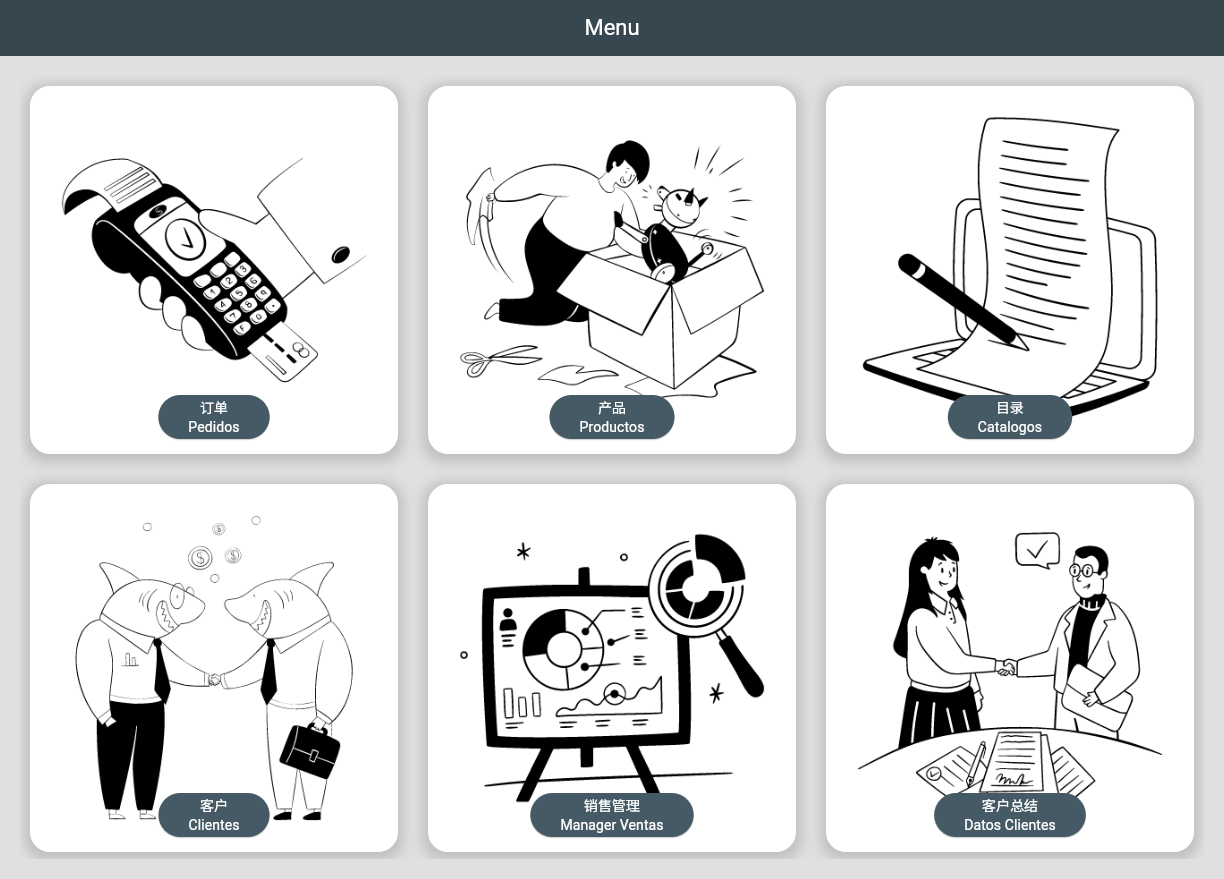 Menu
订单
Pedidos
产品
Productos
目录
Catalogos
客户
Clientes
销售管理
Manager Ventas
客户总结
Datos Clientes